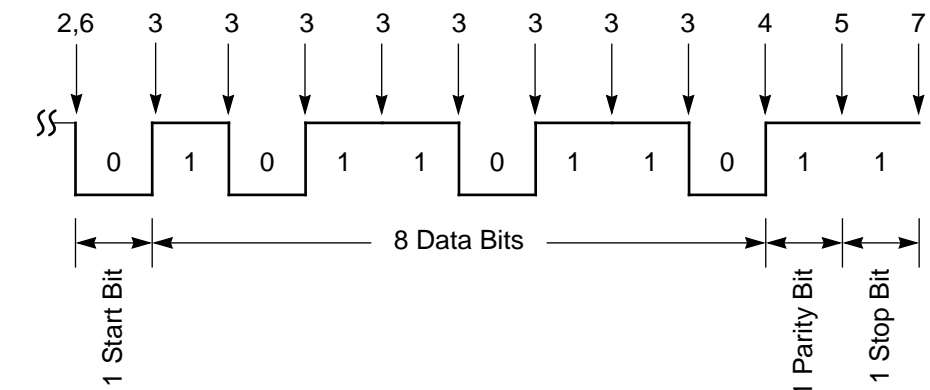 2,6 3 3 3 3 3 3 3 3 4 5 7
0 1 0 1 1 0 1 1 0 1 1
8 Data Bits
1 Start Bit
1 Parity Bit
1 Stop Bit